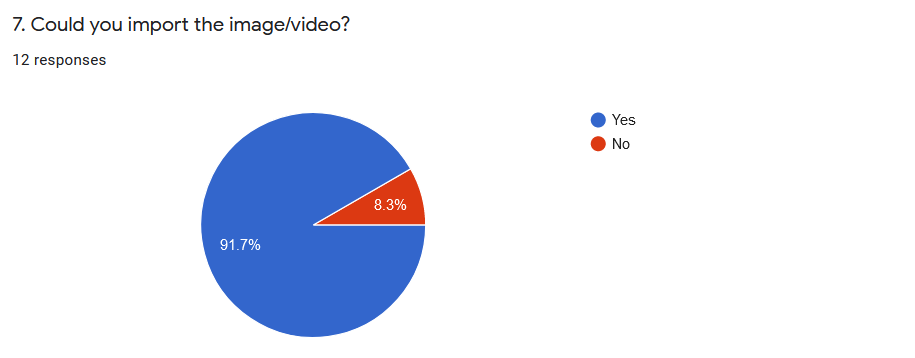 7. Could you import the image/video?
12 responses
Yes
No
8.3%
91.7%